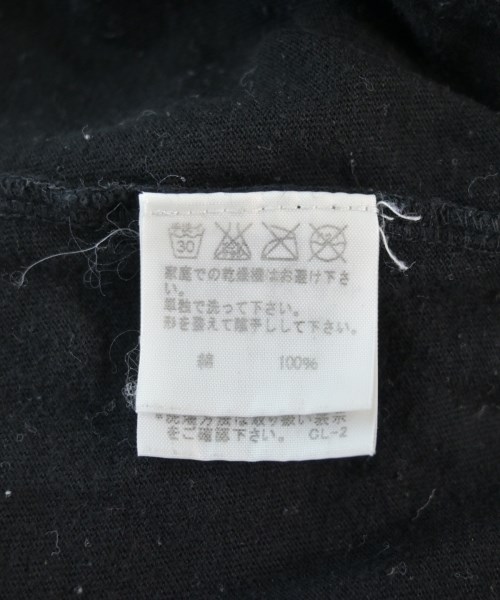 手洗イ
30
家庭での乾燥機はお避け下さ
い。
単独で洗って下さい。
形を整えて陰干しして下さい。
綿 100%
*洗濯方法は取り扱い表示
をご確認下さい。 CL-2